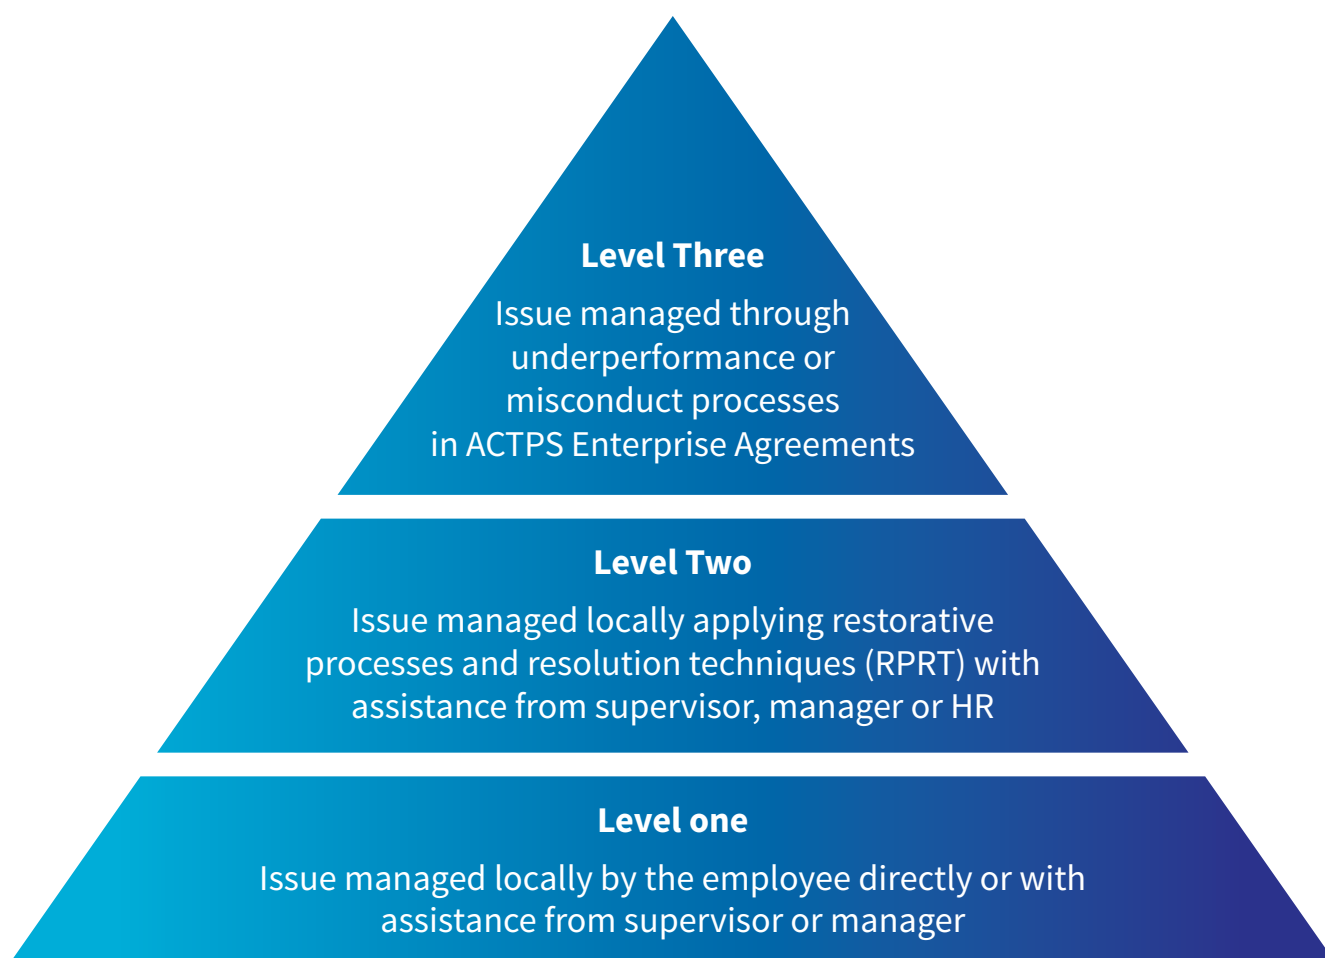 Level Three
Issue managed through
underperformance or
misconduct processes
in ACTPS Enterprise Agreements
Level Two
Issue managed locally applying restorative
processes and resolution techniques (RPRT) with
assistance from supervisor, manager or HR
Level one
Issue managed locally by the employee directly or with
assistance from supervisor or manager